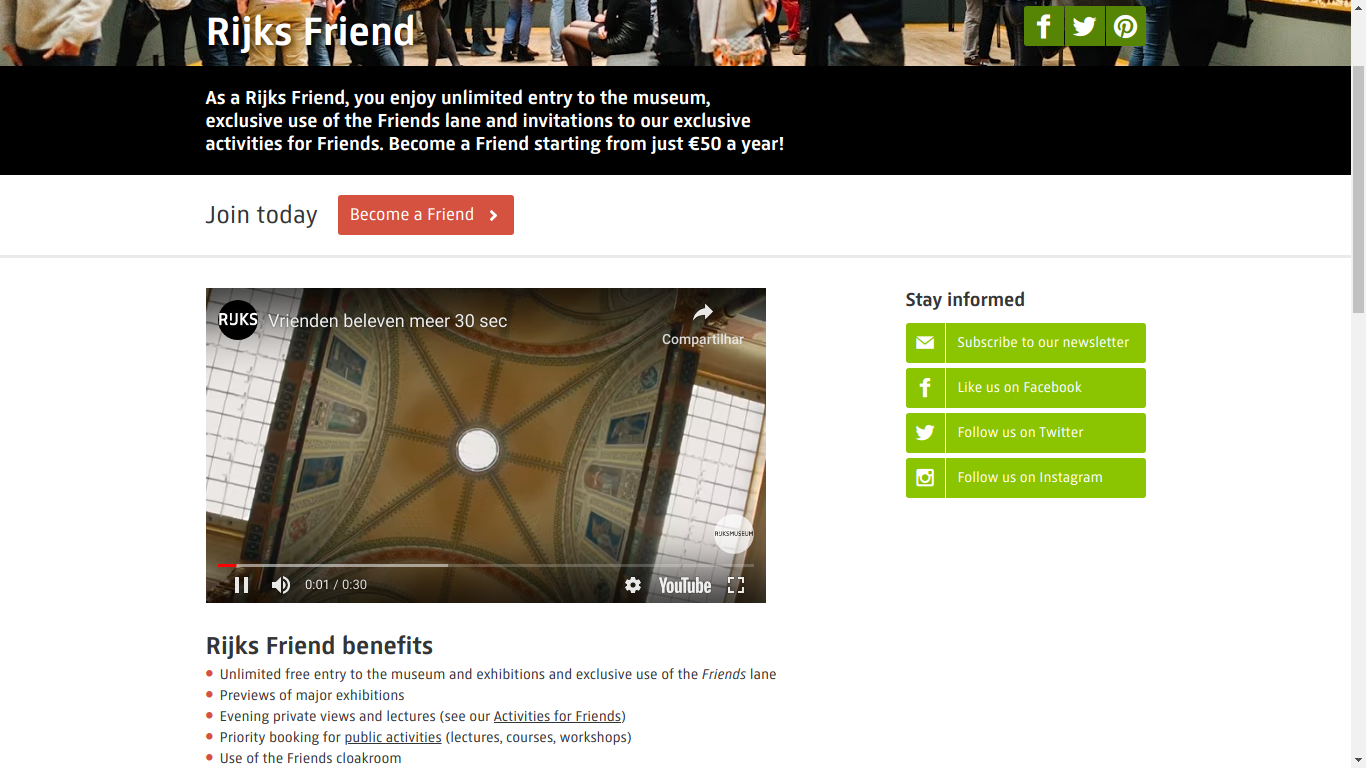 Rijks Friend
As a Rijks Friend, you enjoy unlimited entry to the museum,
exclusive use of the Friends lane and invitations to our exclusive
activities for Friends. Become a Friend starting from just €50 a year!
Join today
Become a Friend
RIJKS
Vrienden beleven meer 30 sec
Compartilhar
RIJKSMUSEUM
0:01 / 0:30
YouTube
Stay informed
Subscribe to our newsletter
Like us on Facebook
Follow us on Twitter
Follow us on Instagram
Rijks Friend benefits
Unlimited free entry to the museum and exhibitions and exclusive use of the Friends lane
Previews of major exhibitions
Evening private views and lectures (see our Activities for Friends)
Priority booking for public activities (lectures, courses, workshops)
Use of the Friends cloakroom